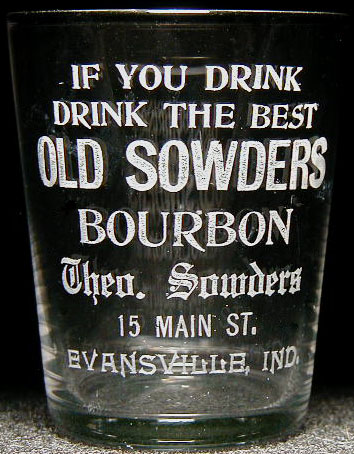 IF YOU DRINK
DRINK THE BEST
OLD SOWDERS
BOURBON
Theo. Sowders
15 MAIN ST.
EVANSVILLE, IND.